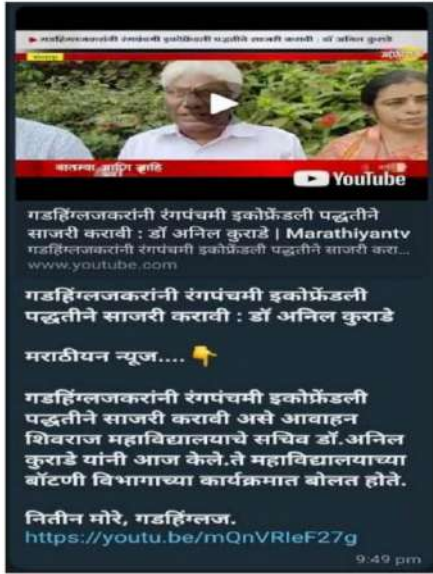 गडहिंग्लजकरांनी रंगपंचमी इकोफ्रेंडली पद्धतीने साजरी करावी : डॉ अनिल कुराडे
बातम्या आणि जाहि
YouTube
गडहिंग्लजकरांनी रंगपंचमी इकोफ्रेंडली पद्धतीने
साजरी करावी : डॉ अनिल कुराडे | Marathiyantv
गडहिंग्लजकरांनी रंगपंचमी इकोफ्रेंडली पद्धतीने साजरी करा...
www.youtube.com
गडहिंग्लजकरांनी रंगपंचमी इकोफ्रेंडली
पद्धतीने साजरी करावी : डॉ अनिल कुराडे
मराठीयन न्यूज.... 👇
गडहिंग्लजकरांनी रंगपंचमी इकोफ्रेंडली
पद्धतीने साजरी करावी असे आवाहन
शिवराज महाविद्यालयाचे सचिव डॉ.अनिल
कुराडे यांनी आज केले.ते महाविद्यालयाच्या
बॉटणी विभागाच्या कार्यक्रमात बोलत होते.
नितीन मोरे, गडहिंग्लज.
https://youtu.be/mQnVRIeF27g
9:49 pm